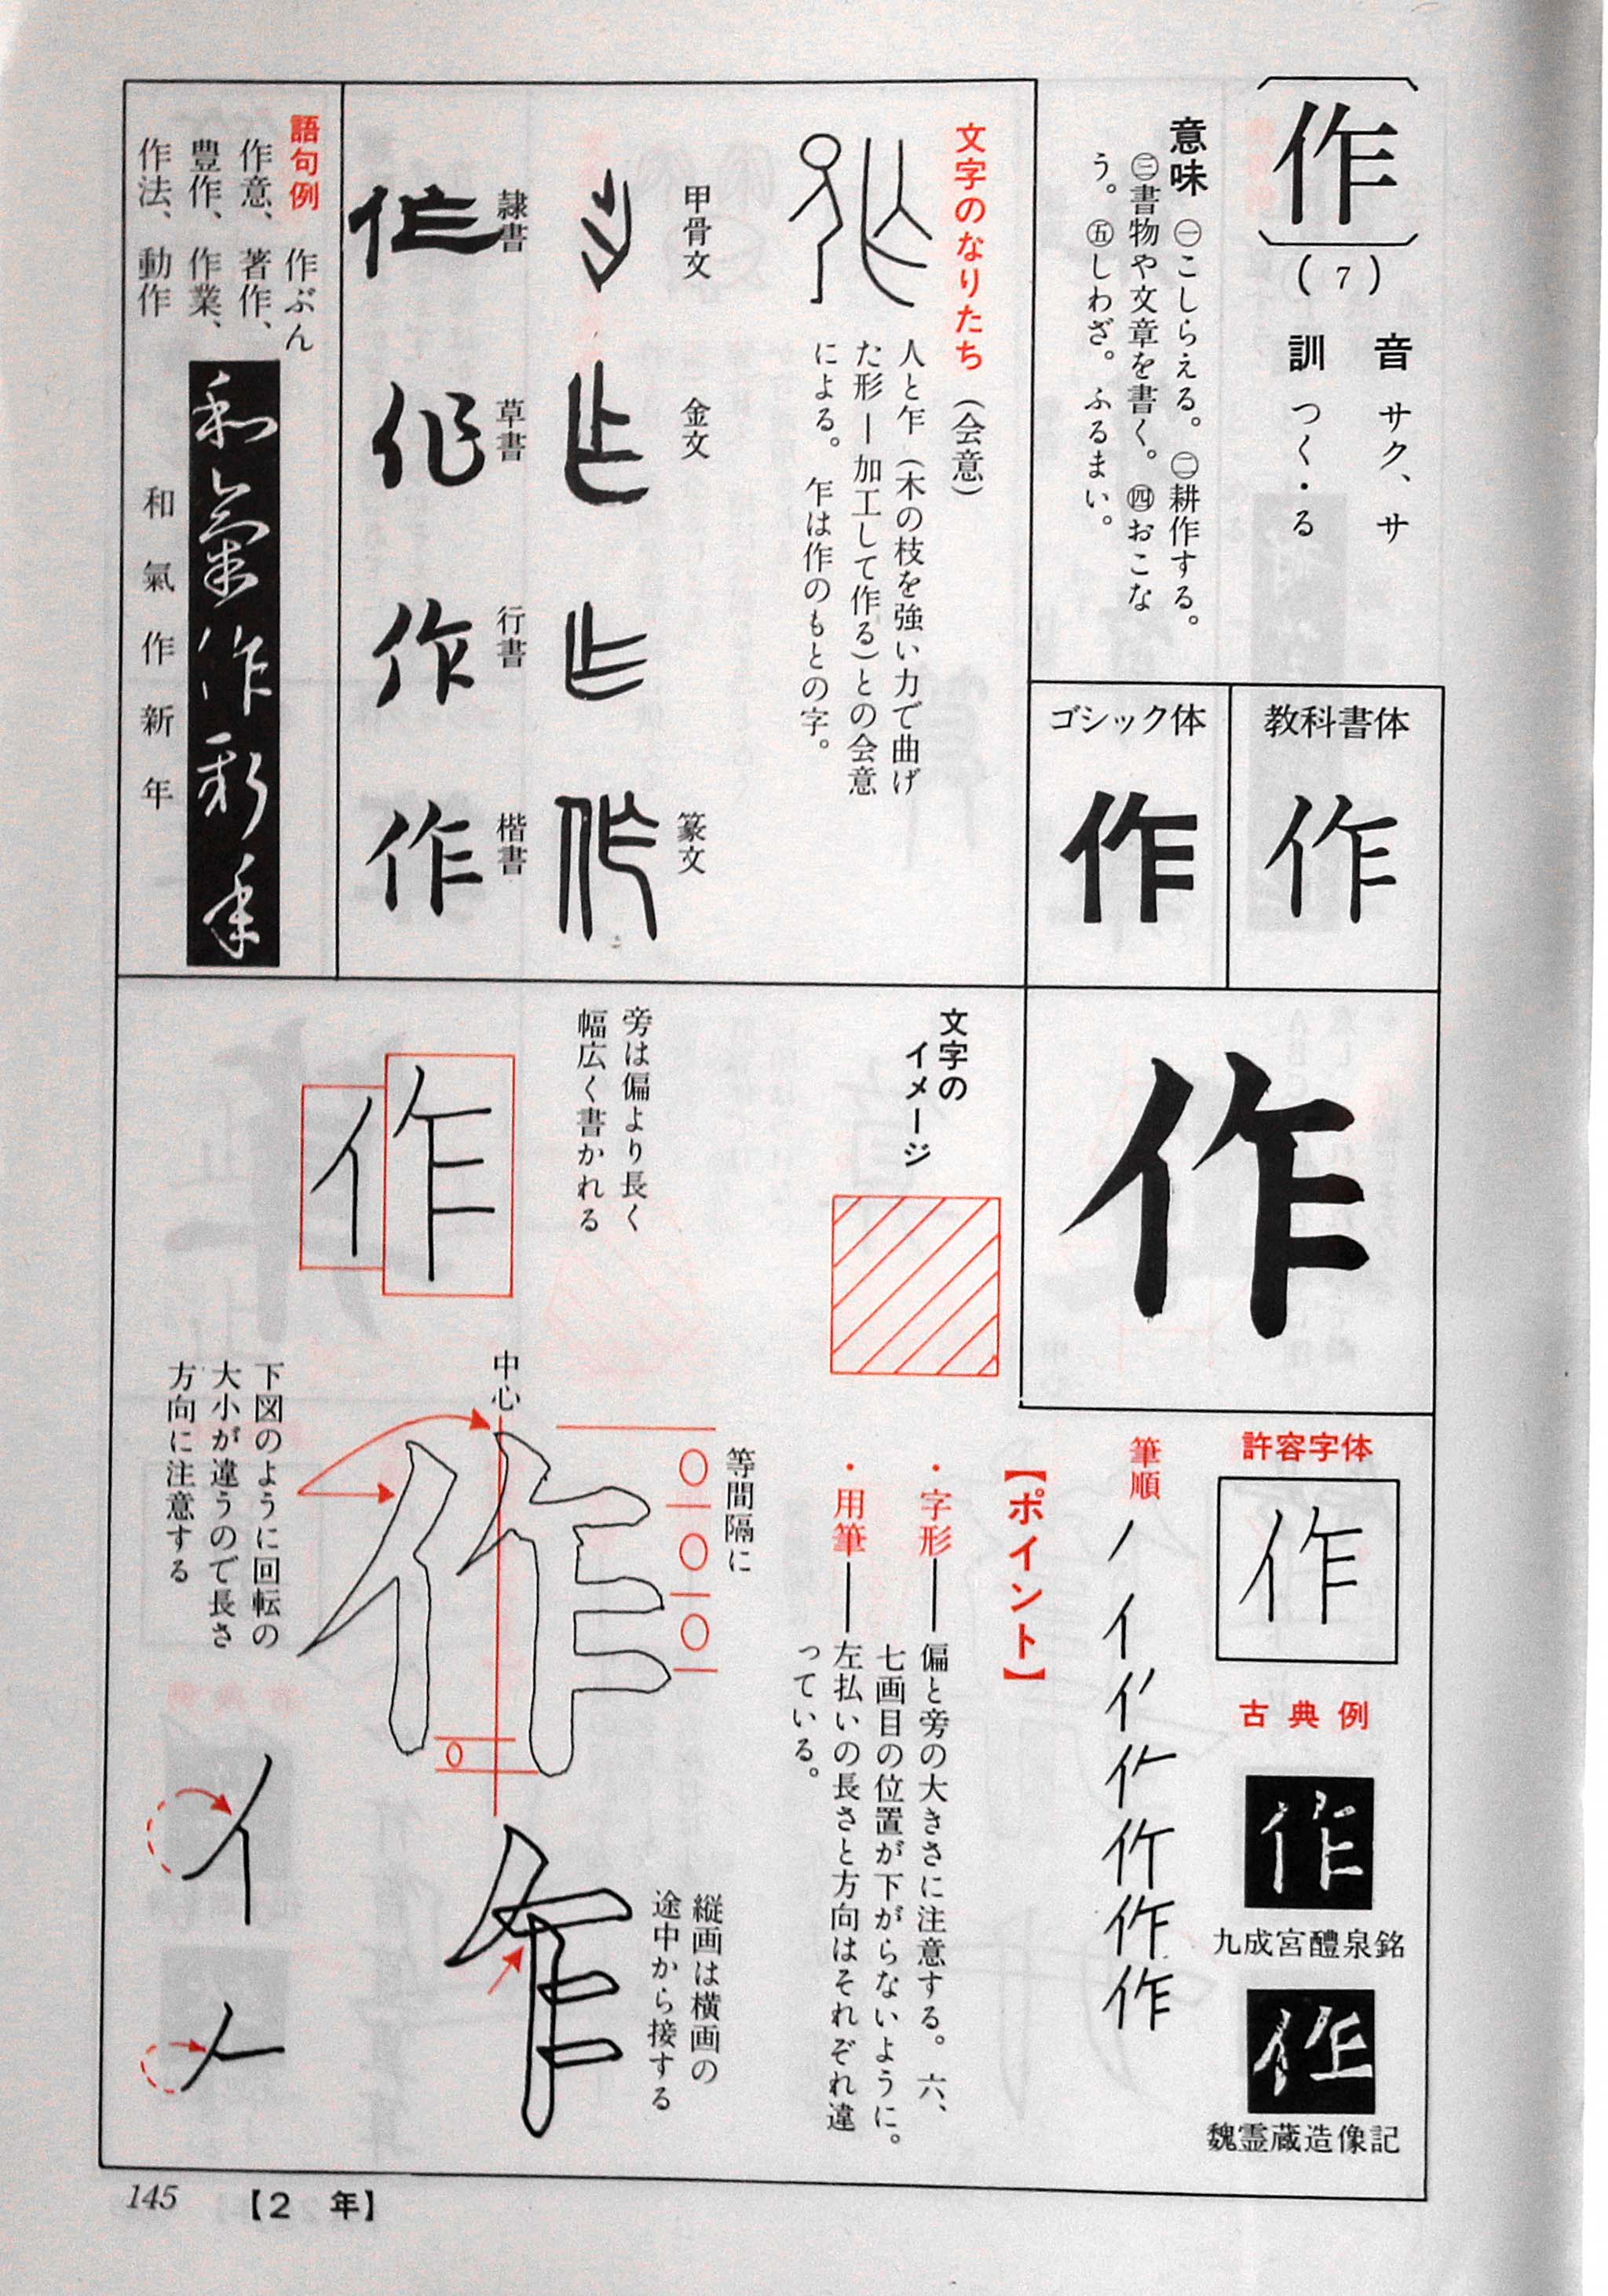 作
(7)
音 サク、サ
訓 つく・る
意味 ㊀こしらえる。㊁耕作する。
㊂書物や文章を書く。㊃おこな
う。㊄しわざ。ふるまい。
教科書体
作
ゴシック体
作
文字のなりたち（会意）
人と乍（木の枝を強い力で曲げ
た形―加工して作る）との会意
による。乍は作のもとの字。
甲骨文
金文
篆文
隷書
作
草書
作
行書
作
楷書
作
語句例 作ぶん
作意、著作、
豊作、作業、
作法、動作
和氣作新年
和氣作新年
作
許容字体
作
古典例
作
九成宮醴泉銘
作
魏霊蔵造像記
筆順
ノ イ 作 作
【ポイント】
・字形―偏と旁の大きさに注意する。六、
七画目の位置が下がらないように。
・用筆―左払いの長さと方向はそれぞれ違
っている。
文字の
イメージ
旁は偏より長く
幅広く書かれる
作
等間隔に
中心
作
下図のように回転の
大小が違うので長さ
方向に注意する
縦画は横画の
途中から接する
乍
145
【2 年】